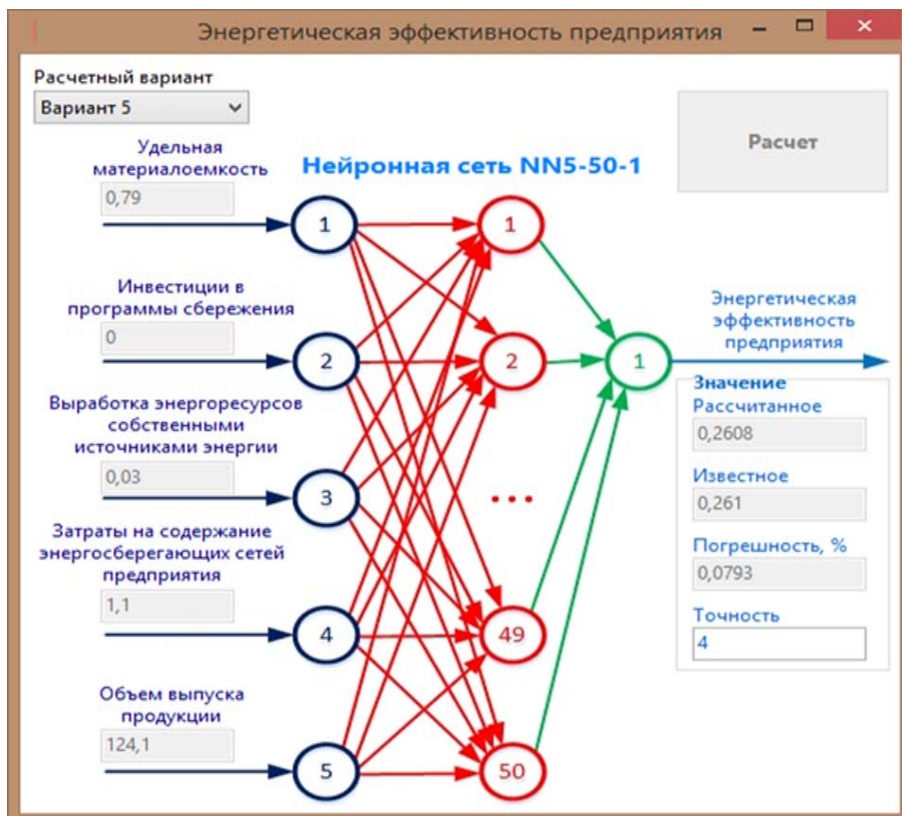 Энергетическая эффективность предприятия
Расчетный вариант
Вариант 5
Расчет
Нейронная сеть NN5-50-1
Удельная
материалоемкость
0,79
1
1
Инвестиции в
программы сбережения
0
2
2
1
Энергетическая
эффективность
предприятия
Выработка энергоресурсов
собственными
источниками энергии
0,03
3
...
Затраты на содержание
энергосберегающих сетей
предприятия
1,1
4
49
Объем выпуска
продукции
124,1
5
50
Значение
Рассчитанное
0,2608
Известное
0,261
Погрешность, %
0,0793
Точность
4